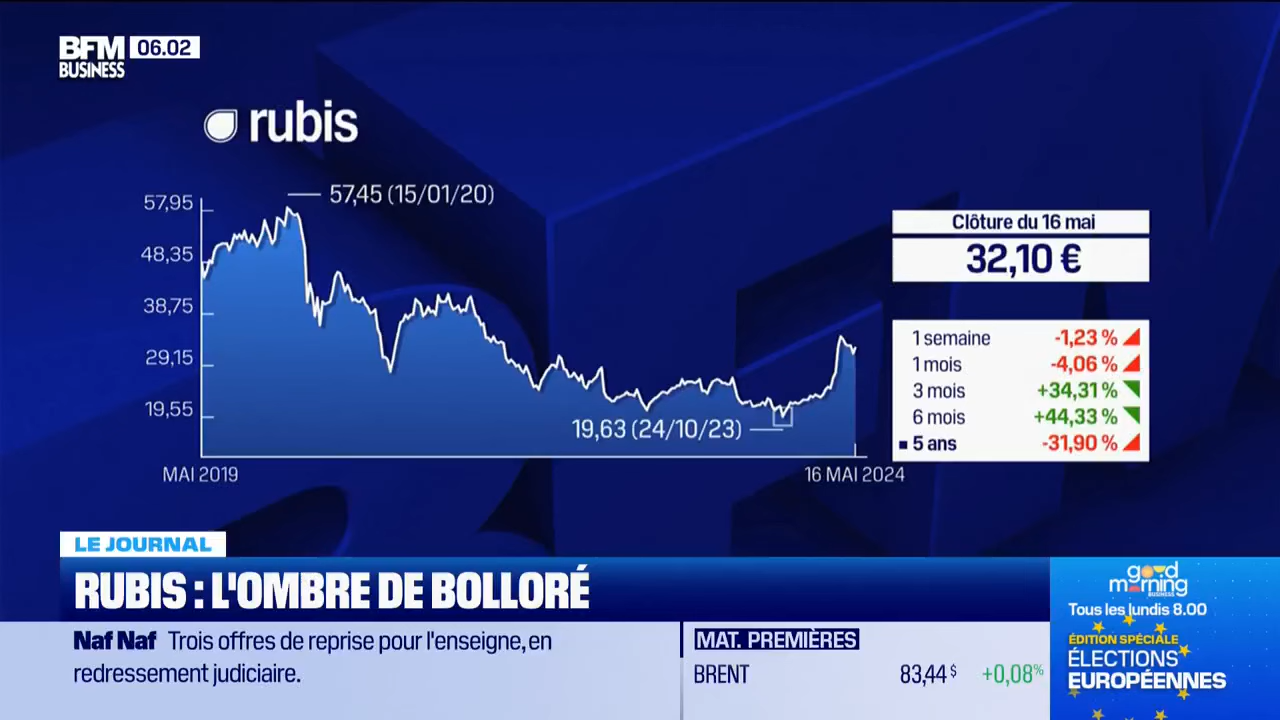 BFM
BUSINESS
06.02
rubis
57,45 (15/01/20)
57,95
48,35
38,75
29,15
19,55
19,63 (24/10/23)
MAI 2019
16 MAI 2024
Clôture du 16 mai
32,10 €
1 semaine -1,23 %
1 mois -4,06 %
3 mois +34,31 %
6 mois +44,33 %
5 ans -31,90 %
LE JOURNAL
RUBIS : L'OMBRE DE BOLLORÉ
Naf Naf Trois offres de reprise pour l'enseigne, en
redressement judiciaire.
MAT. PREMIÈRES
BRENT 83,44 $ +0,08%
good
morning
BUSINESS
Tous les lundis 8.00
ÉDITION SPÉCIALE
ÉLECTIONS
EUROPÉENNES